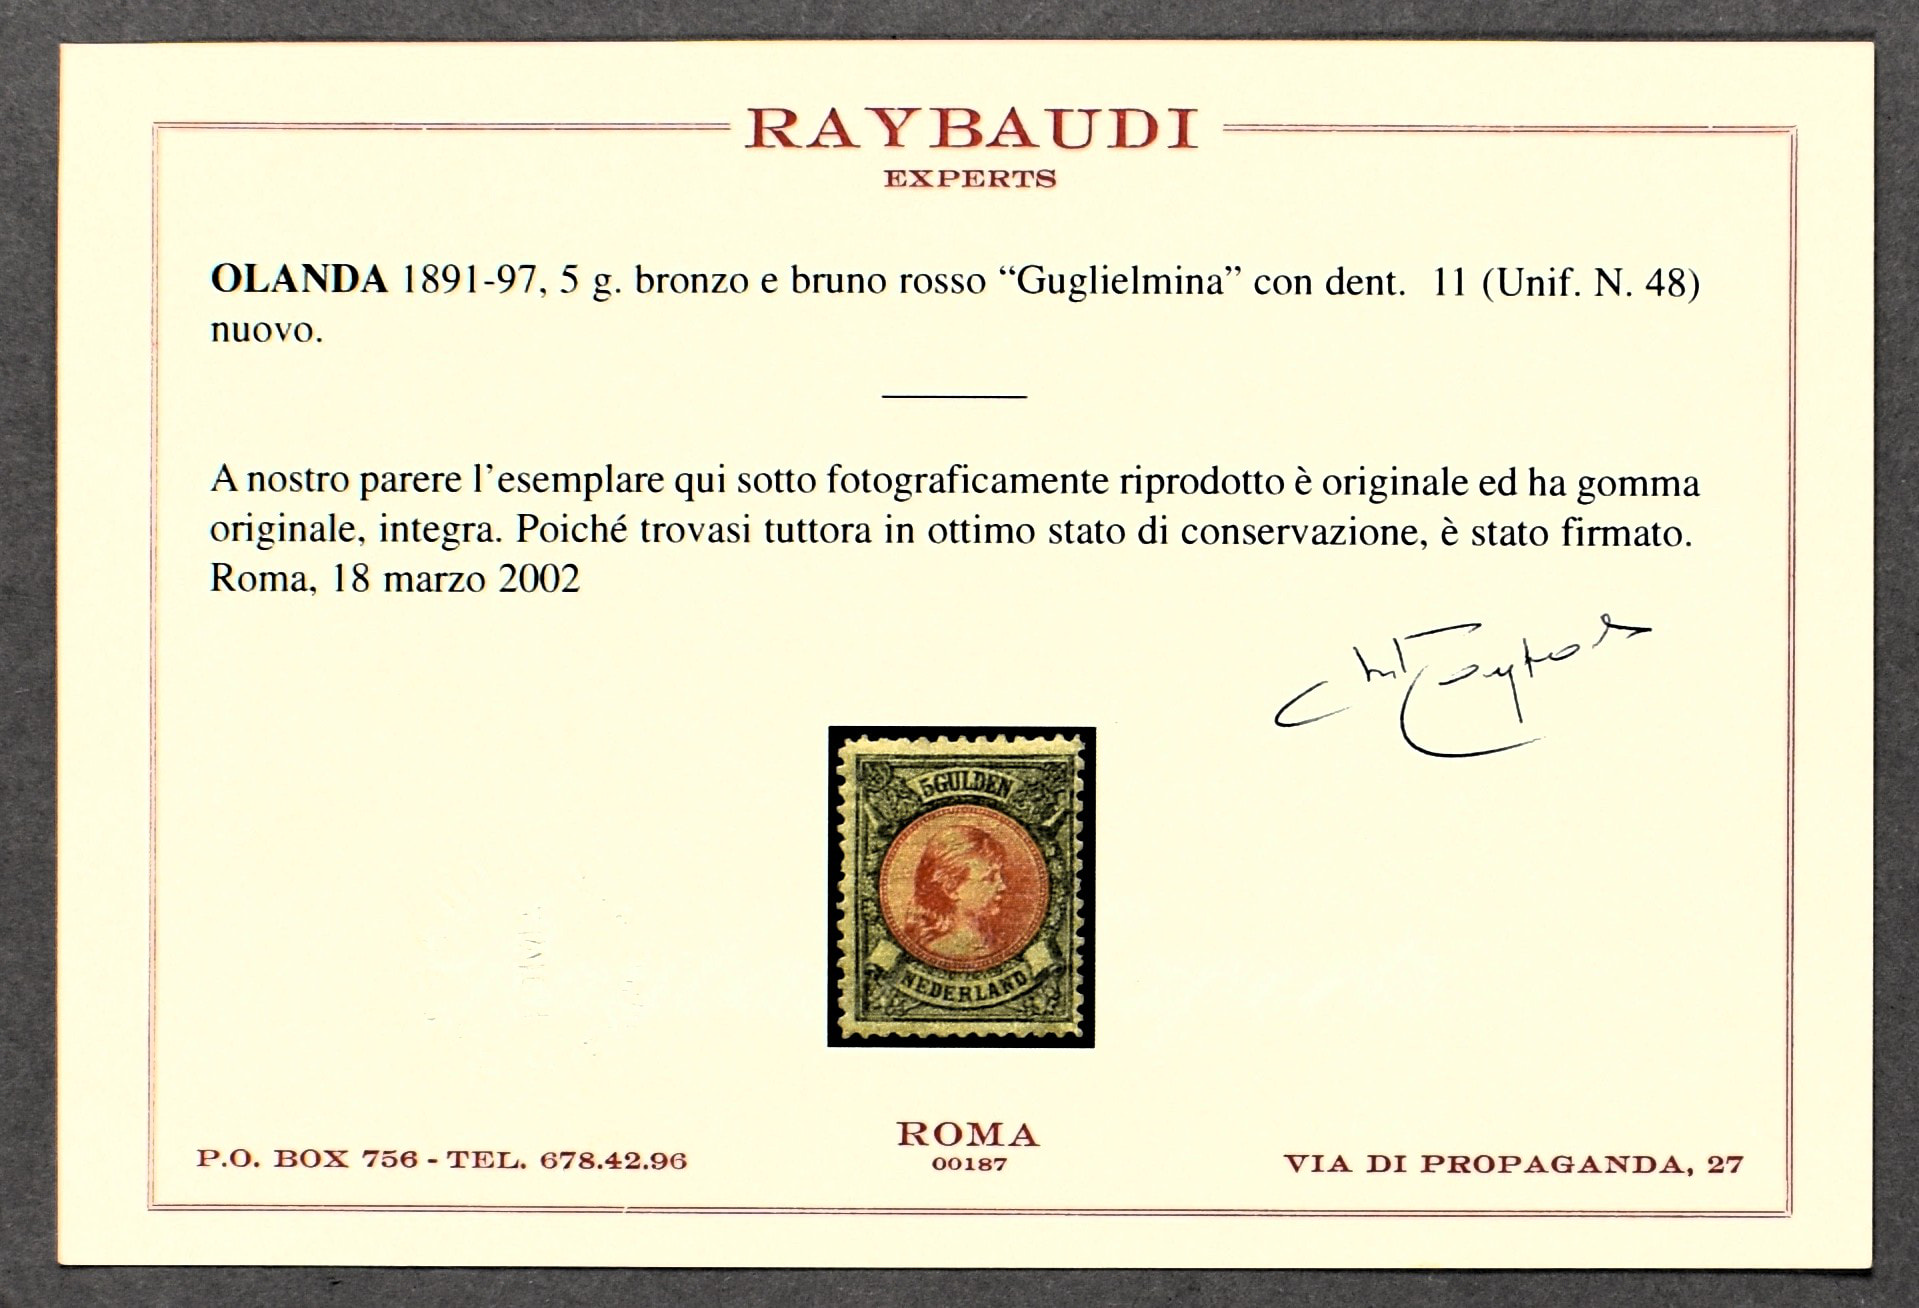 RAYBAUDI
EXPERTS
OLANDA 1891-97, 5 g. bronzo e bruno rosso “Guglielmina” con dent. 11 (Unif. N. 48)
nuovo.
A nostro parere l’esemplare qui sotto fotograficamente riprodotto è originale ed ha gomma
originale, integra. Poiché trovasi tuttora in ottimo stato di conservazione, è stato firmato.
Roma, 18 marzo 2002
5 GULDEN
NEDERLAND
ROMA
00187
P.O. BOX 756 - TEL. 678.42.96
VIA DI PROPAGANDA, 27